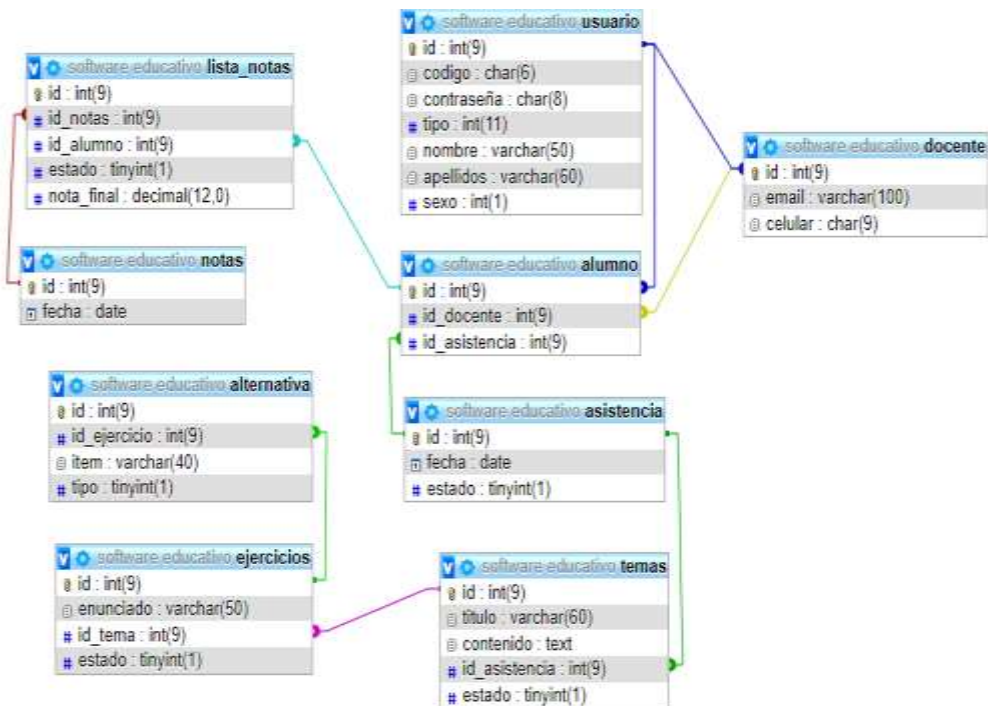 software educativo usuario
id : int(9)
codigo : char(6)
contraseña : char(8)
tipo : int(11)
nombre : varchar(50)
apellidos : varchar(60)
sexo : int(1)
software educativo lista_notas
id : int(9)
id_notas : int(9)
id_alumno : int(9)
estado : tinyint(1)
nota_final : decimal(12,0)
software educativo docente
id : int(9)
email : varchar(100)
celular : char(9)
software educativo notas
id : int(9)
fecha : date
software educativo alumno
id : int(9)
id_docente : int(9)
id_asistencia : int(9)
software educativo alternativa
id : int(9)
id_ejercicio : int(9)
item : varchar(40)
tipo : tinyint(1)
software educativo asistencia
id : int(9)
fecha : date
estado : tinyint(1)
software educativo ejercicios
id : int(9)
enunciado : varchar(50)
id_tema : int(9)
estado : tinyint(1)
software educativo temas
id : int(9)
titulo : varchar(60)
contenido : text
id_asistencia : int(9)
estado : tinyint(1)